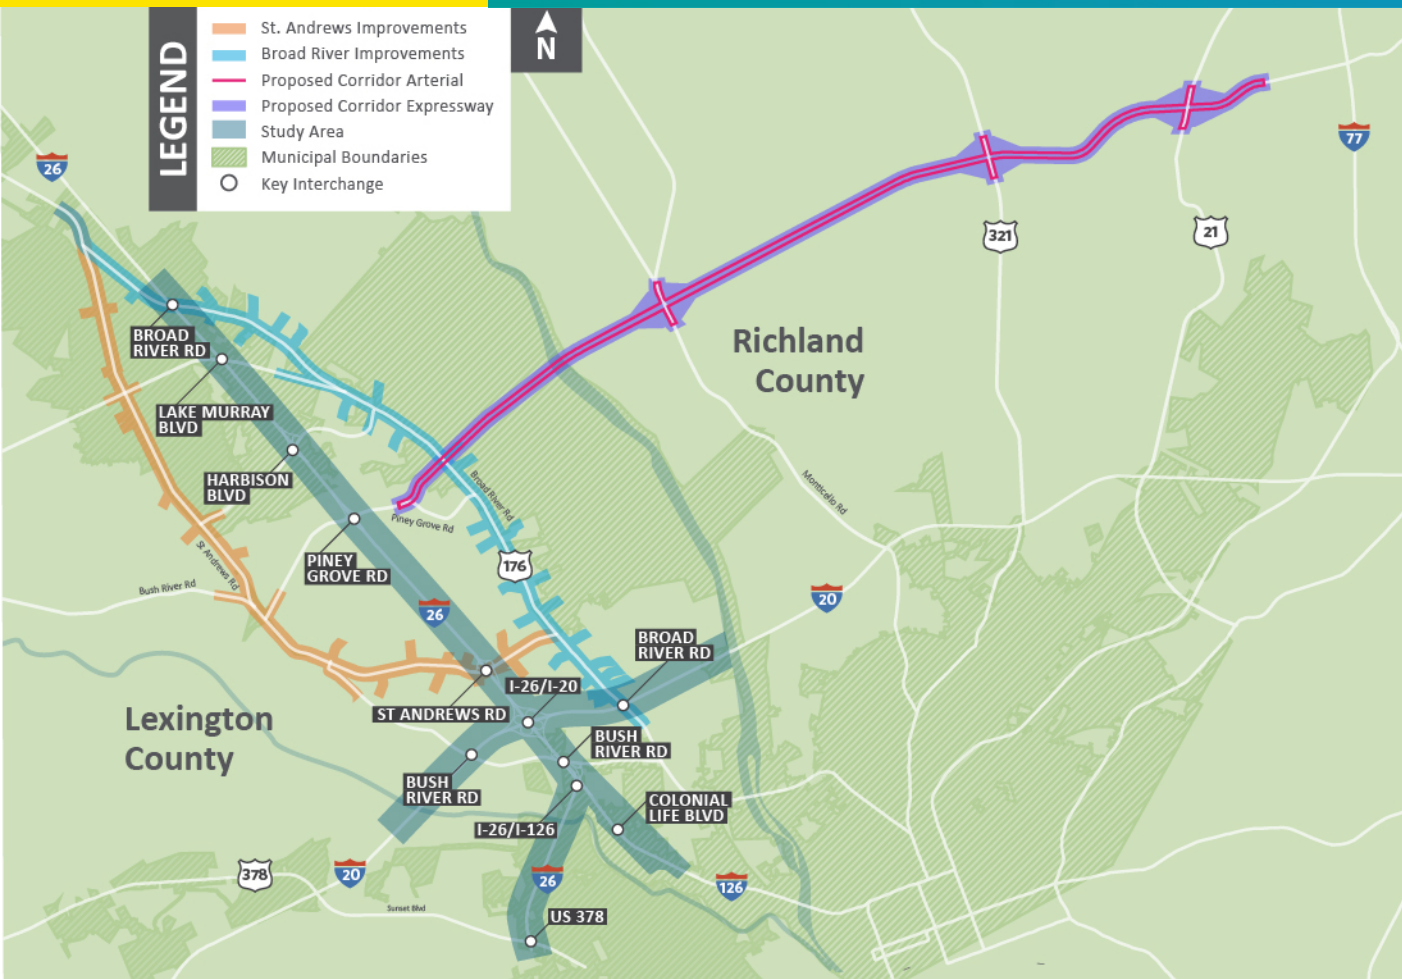 LEGEND
St. Andrews Improvements
Broad River Improvements
Proposed Corridor Arterial
Proposed Corridor Expressway
Study Area
Municipal Boundaries
Key Interchange
N
26
77
321
21
BROAD
RIVER RD
LAKE MURRAY
BLVD
HARBISON
BLVD
Richland
County
Broad River Rd
Monticello Rd
Piney Grove Rd
PINEY
GROVE RD
St Andrews Rd
Bush River Rd
176
26
20
BROAD
RIVER RD
I-26/I-20
ST ANDREWS RD
Lexington
County
BUSH
RIVER RD
BUSH
RIVER RD
COLONIAL
LIFE BLVD
I-26/I-126
378
20
26
126
Sunset Blvd
US 378